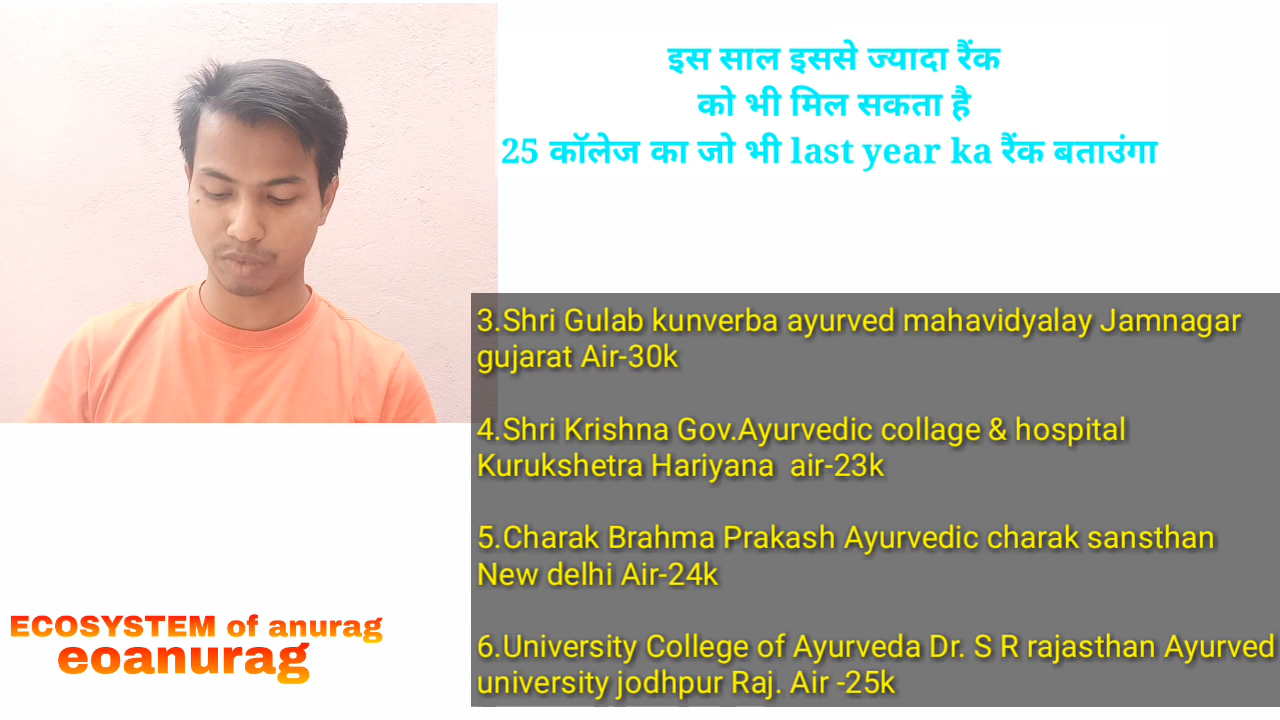 इस साल इससे ज्यादा रैंक
को भी मिल सकता है
25 कॉलेज का जो भी last year ka रैंक बताउंगा
3.Shri Gulab kunverba ayurved mahavidyalay Jamnagar
gujarat Air-30k
4.Shri Krishna Gov.Ayurvedic collage & hospital
Kurukshetra Hariyana air-23k
5.Charak Brahma Prakash Ayurvedic charak sansthan
New delhi Air-24k
6.University College of Ayurveda Dr. S R rajasthan Ayurved
university jodhpur Raj. Air -25k
ECOSYSTEM of anurag
eoanurag